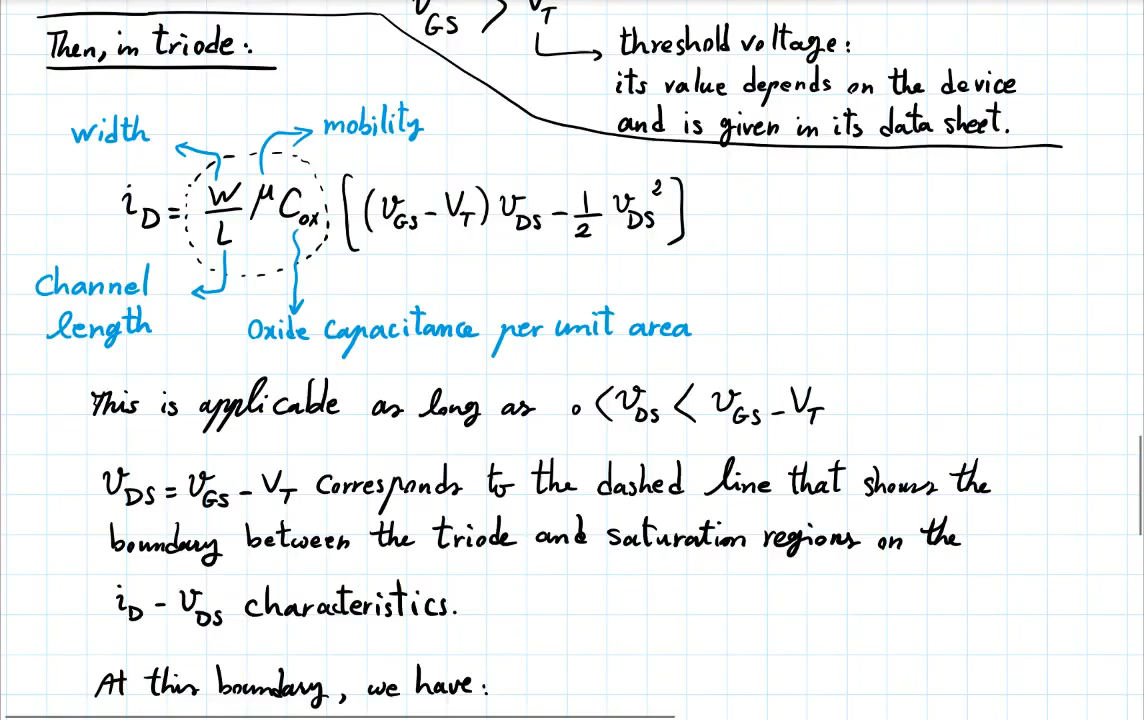 v_GS > V_T
Then, in triode:
threshold voltage:
its value depends on the device
and is given in its data sheet.
width
mobility
i_D = W/L μ C_ox [(v_GS - V_T) v_DS - 1/2 v_DS^2]
channel
length
Oxide capacitance per unit area
This is applicable as long as 0 < v_DS < v_GS - V_T
v_DS = v_GS - V_T corresponds to the dashed line that shows the
boundary between the triode and saturation regions on the
i_D - v_DS characteristics.
At this boundary, we have: